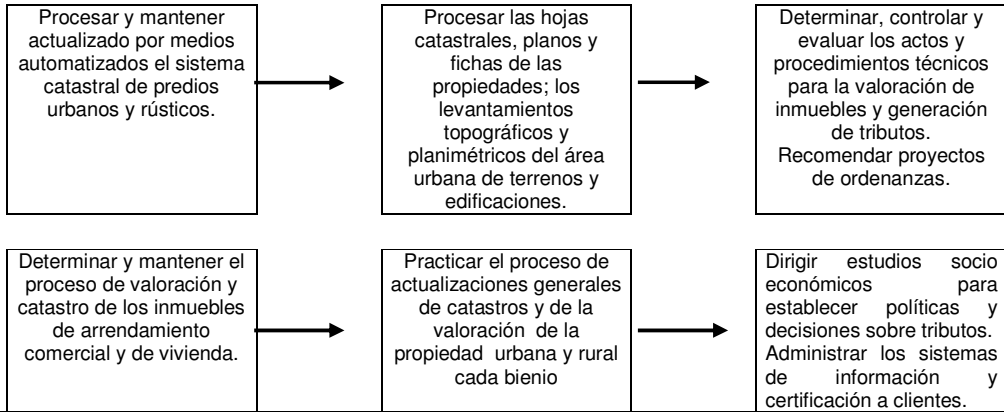 Procesar y mantener
actualizado por medios
automatizados el sistema
catastral de predios
urbanos y rústicos.
Procesar las hojas
catastrales, planos y
fichas de las
propiedades; los
levantamientos
topográficos y
planimétricos del área
urbana de terrenos y
edificaciones.
Determinar, controlar y
evaluar los actos y
procedimientos técnicos
para la valoración de
inmuebles y generación
de tributos.
Recomendar proyectos
de ordenanzas.
Determinar y mantener el
proceso de valoración y
catastro de los inmuebles
de arrendamiento
comercial y de vivienda.
Practicar el proceso de
actualizaciones generales
de catastros y de la
valoración de la
propiedad urbana y rural
cada bienio
Dirigir estudios socio
económicos para
establecer políticas y
decisiones sobre tributos.
Administrar los sistemas
de información y
certificación a clientes.